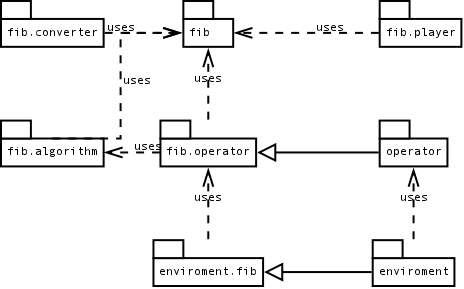 uses
uses
fib.converter
fib
fib.player
uses
uses
uses
fib.algorithm
fib.operator
operator
uses
uses
enviroment.fib
enviroment